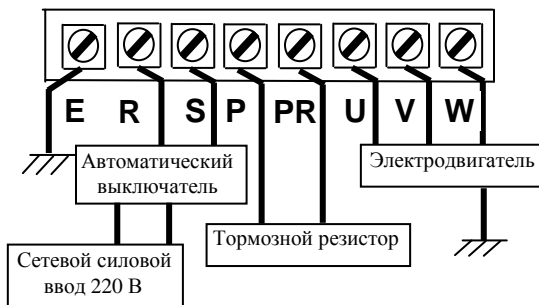 E R S P PR U V W
Автоматический
выключатель
Электродвигатель
Тормозной резистор
Сетевой силовой
ввод 220 В